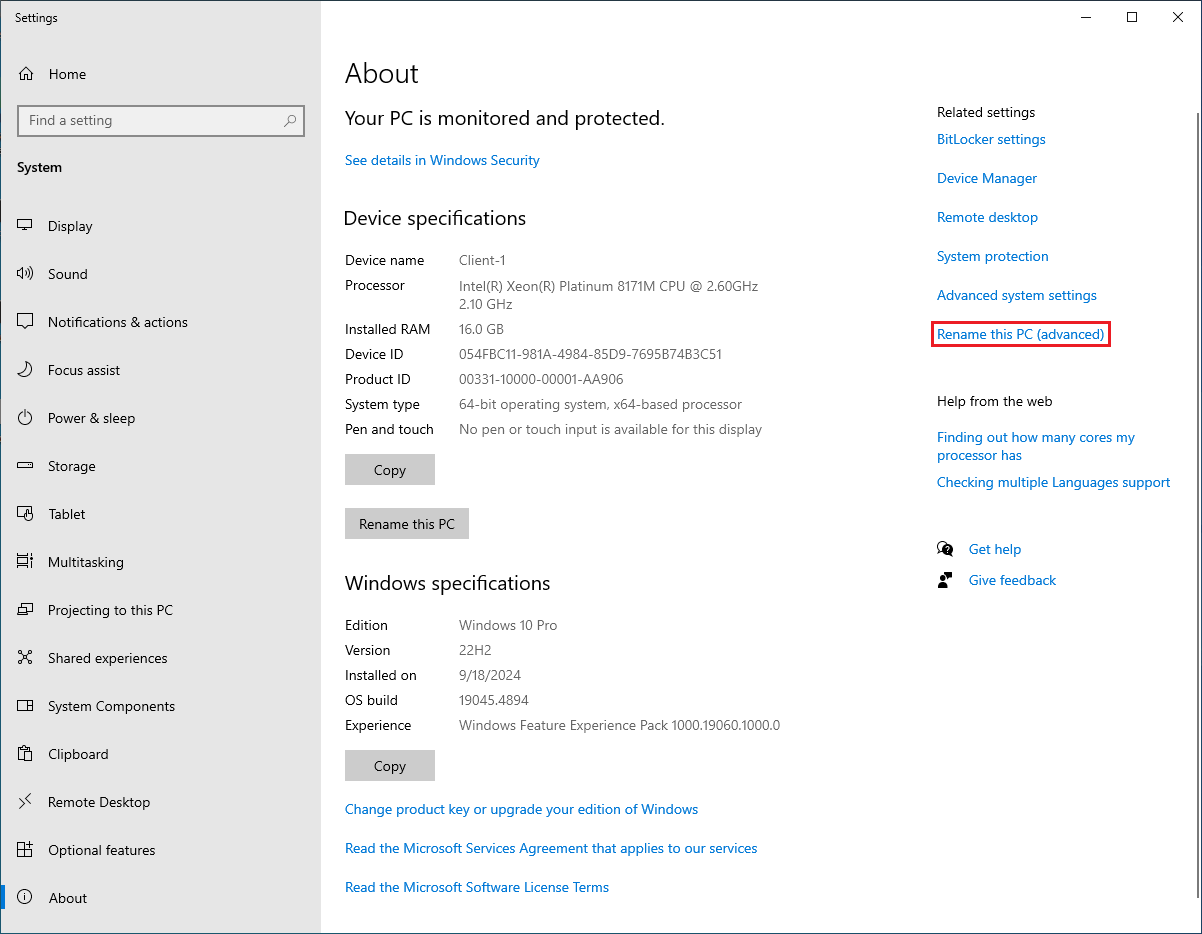 Settings
Home
Find a setting
System
Display
Sound
Notifications & actions
Focus assist
Power & sleep
Storage
Tablet
Multitasking
Projecting to this PC
Shared experiences
System Components
Clipboard
Remote Desktop
Optional features
About
About
Your PC is monitored and protected.
See details in Windows Security
Device specifications
Device name Client-1
Processor Intel(R) Xeon(R) Platinum 8171M CPU @ 2.60GHz
2.10 GHz
Installed RAM 16.0 GB
Device ID 054FBC11-981A-4984-85D9-7695B74B3C51
Product ID 00331-10000-00001-AA906
System type 64-bit operating system, x64-based processor
Pen and touch No pen or touch input is available for this display
Copy
Rename this PC
Windows specifications
Edition Windows 10 Pro
Version 22H2
Installed on 9/18/2024
OS build 19045.4894
Experience Windows Feature Experience Pack 1000.19060.1000.0
Copy
Change product key or upgrade your edition of Windows
Read the Microsoft Services Agreement that applies to our services
Read the Microsoft Software License Terms
Related settings
BitLocker settings
Device Manager
Remote desktop
System protection
Advanced system settings
Rename this PC (advanced)
Help from the web
Finding out how many cores my
processor has
Checking multiple Languages support
Get help
Give feedback